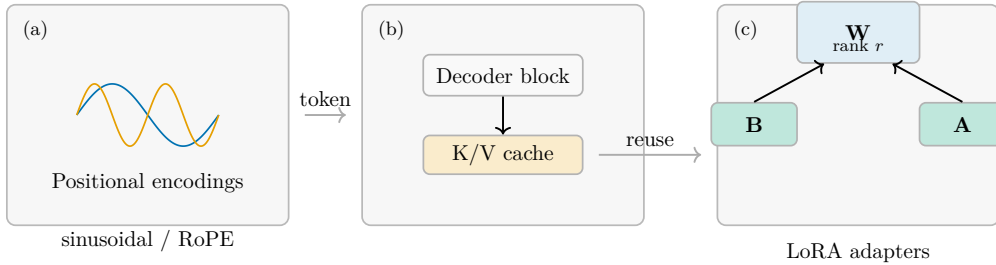 (a)
Positional encodings
sinusoidal / RoPE
token
(b)
Decoder block
K/V cache
reuse
(c)
W
rank r
B
A
LoRA adapters